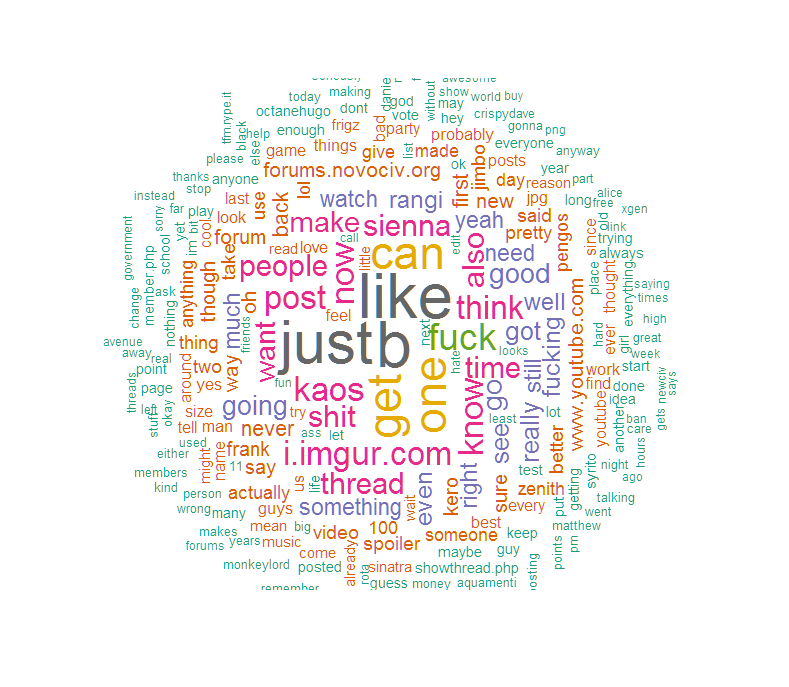 awesome
today
making
danie
without
show
world
buy
octanehugo
dont
god
may
crispydave
tfm.rype.it
black
help
enough
frigz
bad
vote
hey
gonna
png
else
things
party
list
probably
everyone
please
game
give
made
ok
posts
anyway
thanks
anyone
forums.novociv.org
first
jimbo
day
reason
year
part
instead
stop
last
use
back
lol
watch
rangi
new
jpg
long
alice
free
xgen
sorry
far
play
look
make
sienna
yeah
said
pengos
since
old
link
school
yet
im
bit
cool
forum
read
love
call
now
little
can
edit
also
need
pretty
trying
always
government
member.php
ask
anything
though
take
people
like
good
www.youtube.com
place
thought
everything
saying
change
nothing
oh
post
think
well
times
thing
much
feel
next
fuck
got
hard
ever
girl
high
avenue
away
real
way
friends
want
justb
hate
looks
fucking
great
week
threads
point
two
fun
kaos
get
one
time
still
work
start
left
okay
page
around
yes
going
try
shit
know
go
really
find
youtube
done
idea
says
newciv
stuff
size
tell
man
never
ass
let
see
least
lot
another
ban
gets
used
either
might
name
frank
i.imgur.com
right
better
syrito
night
care
hours
members
11
say
us
life
thread
even
sure
test
getting
ago
kind
person
actually
something
wait
kero
zenith
put
talking
wrong
many
guys
100
every
went
makes
mean
big
video
spoiler
best
someone
keep
matthew
forums
years
music
come
already
maybe
guy
points
pm
monkeylord
posted
rota
sinatra
showthread.php
remember
guess
money
aquamenti